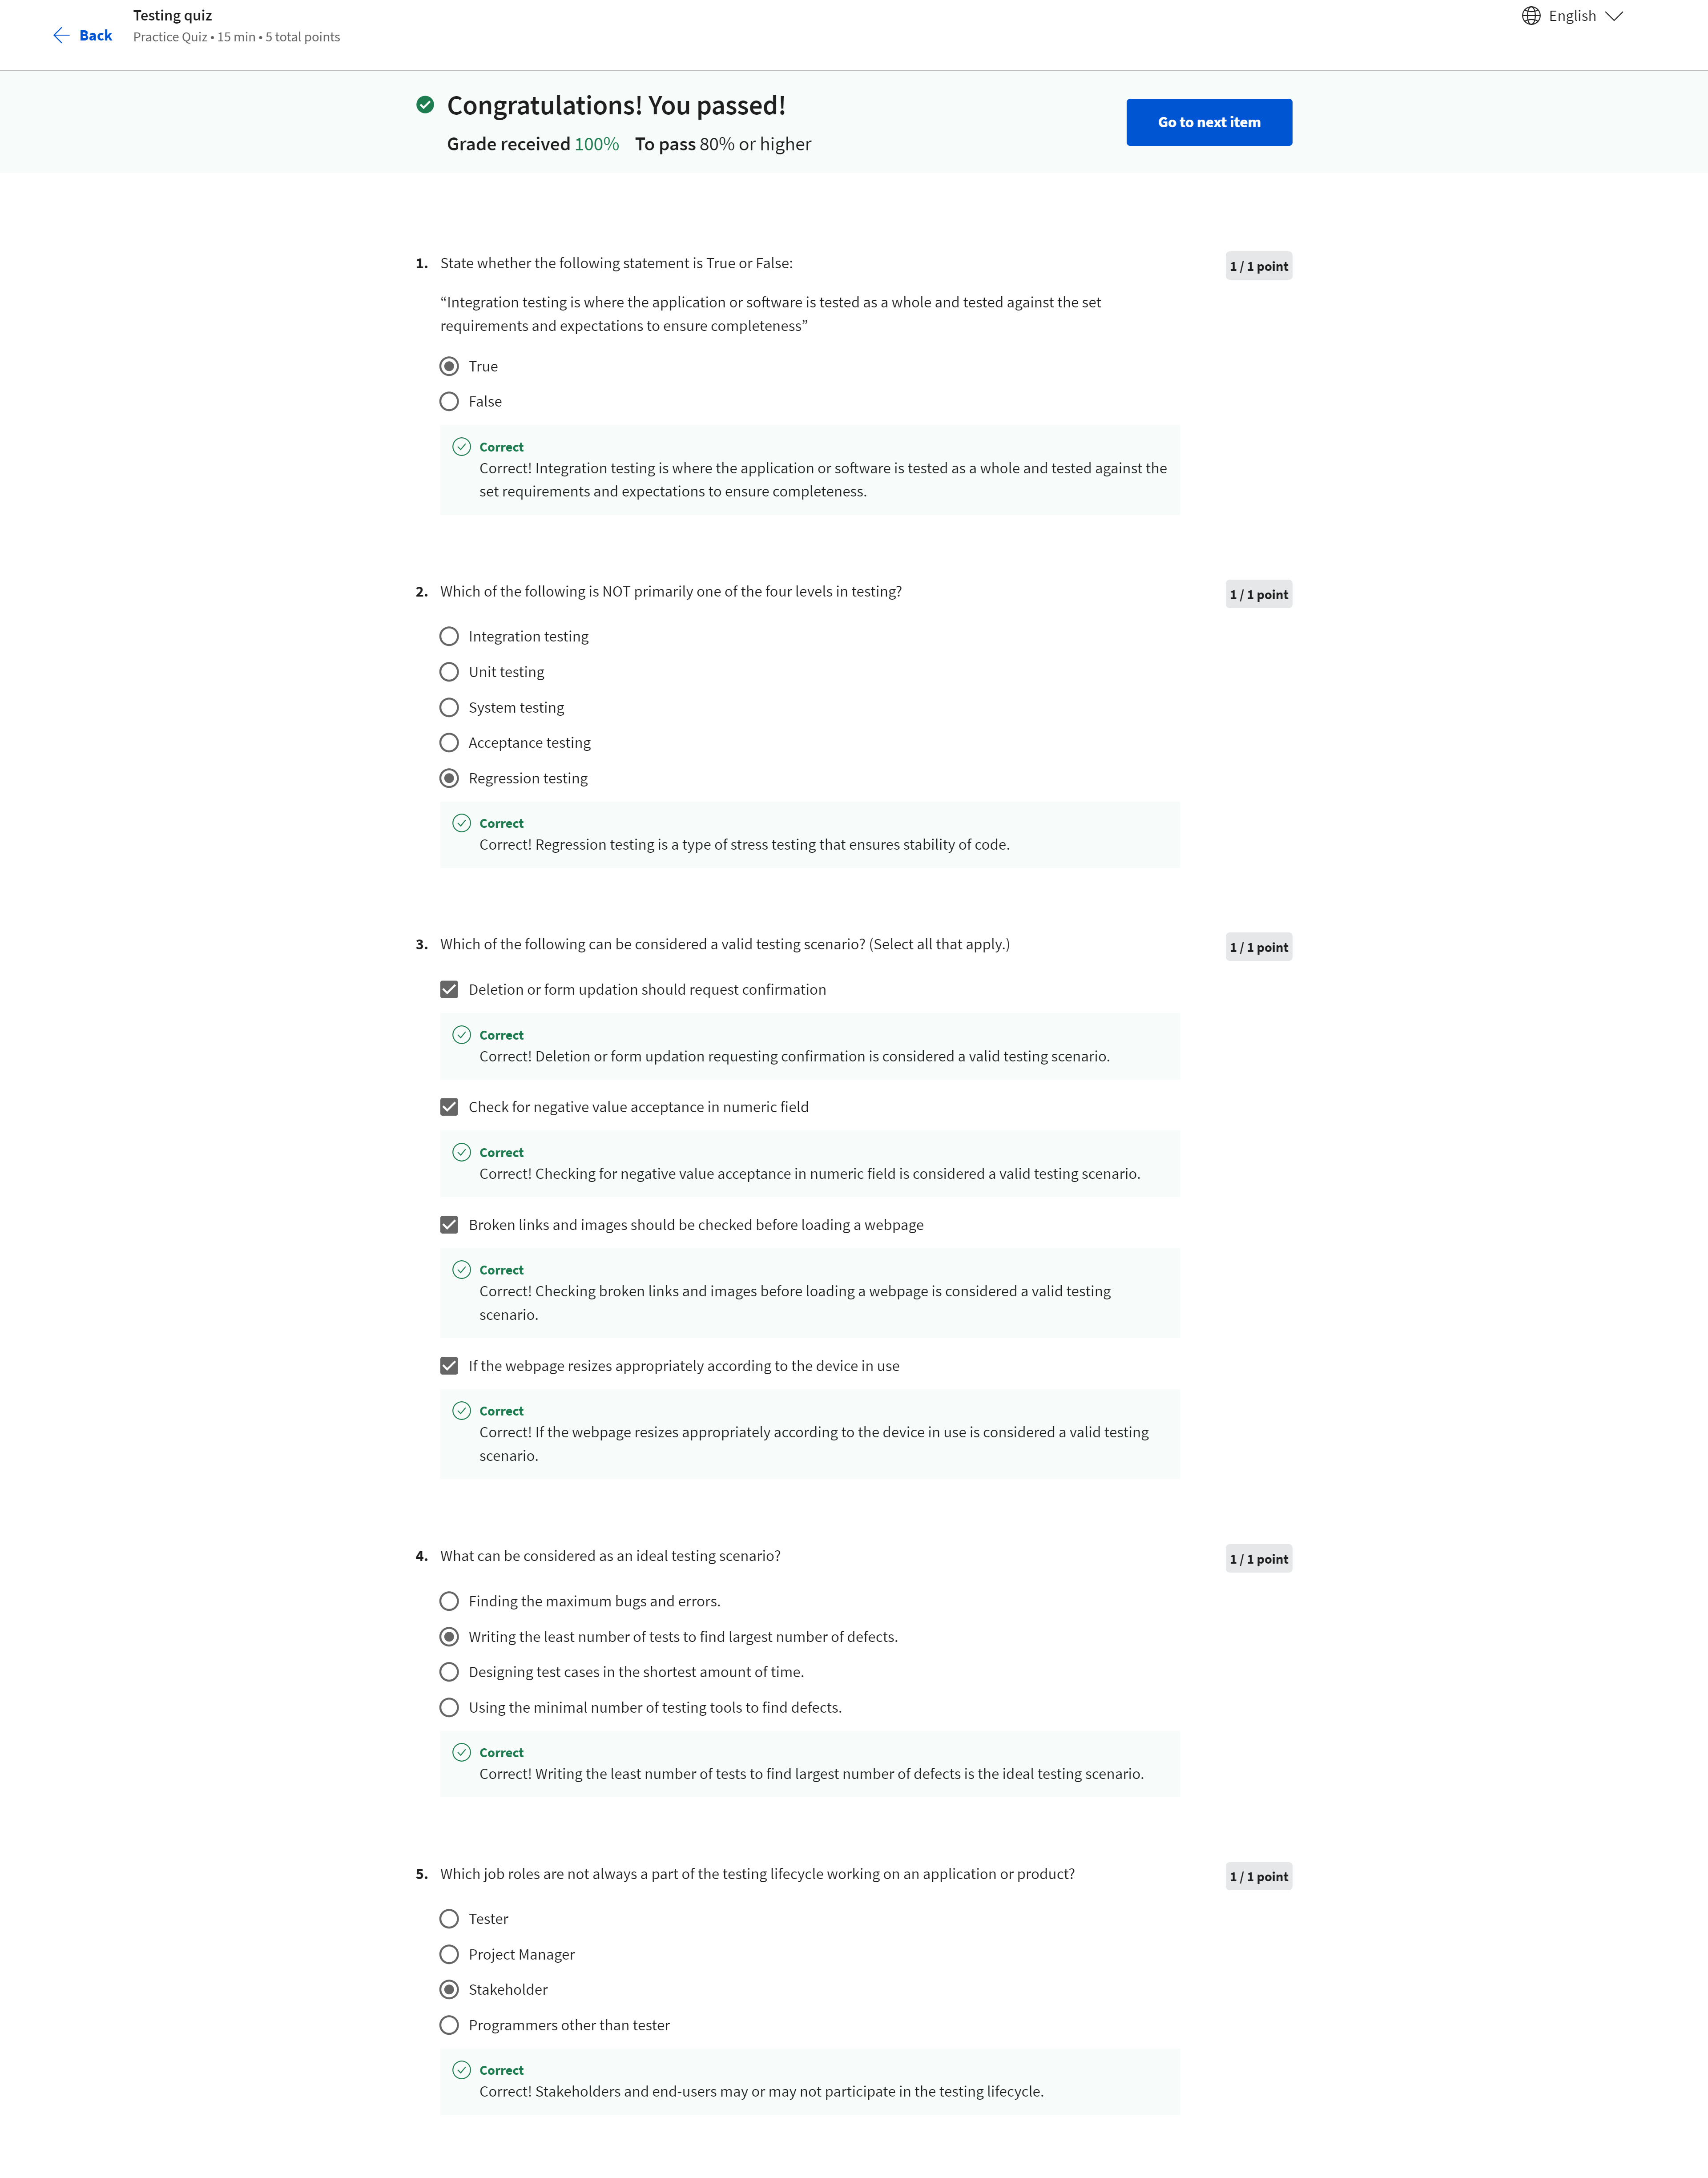 Back
Testing quiz
Practice Quiz • 15 min • 5 total points
English
Congratulations! You passed!
Grade received 100% To pass 80% or higher
Go to next item
1. State whether the following statement is True or False:
1 / 1 point
“Integration testing is where the application or software is tested as a whole and tested against the set
requirements and expectations to ensure completeness”
True
False
Correct
Correct! Integration testing is where the application or software is tested as a whole and tested against the
set requirements and expectations to ensure completeness.
2. Which of the following is NOT primarily one of the four levels in testing?
1 / 1 point
Integration testing
Unit testing
System testing
Acceptance testing
Regression testing
Correct
Correct! Regression testing is a type of stress testing that ensures stability of code.
3. Which of the following can be considered a valid testing scenario? (Select all that apply.)
1 / 1 point
Deletion or form updation should request confirmation
Correct
Correct! Deletion or form updation requesting confirmation is considered a valid testing scenario.
Check for negative value acceptance in numeric field
Correct
Correct! Checking for negative value acceptance in numeric field is considered a valid testing scenario.
Broken links and images should be checked before loading a webpage
Correct
Correct! Checking broken links and images before loading a webpage is considered a valid testing
scenario.
If the webpage resizes appropriately according to the device in use
Correct
Correct! If the webpage resizes appropriately according to the device in use is considered a valid testing
scenario.
4. What can be considered as an ideal testing scenario?
1 / 1 point
Finding the maximum bugs and errors.
Writing the least number of tests to find largest number of defects.
Designing test cases in the shortest amount of time.
Using the minimal number of testing tools to find defects.
Correct
Correct! Writing the least number of tests to find largest number of defects is the ideal testing scenario.
5. Which job roles are not always a part of the testing lifecycle working on an application or product?
1 / 1 point
Tester
Project Manager
Stakeholder
Programmers other than tester
Correct
Correct! Stakeholders and end-users may or may not participate in the testing lifecycle.